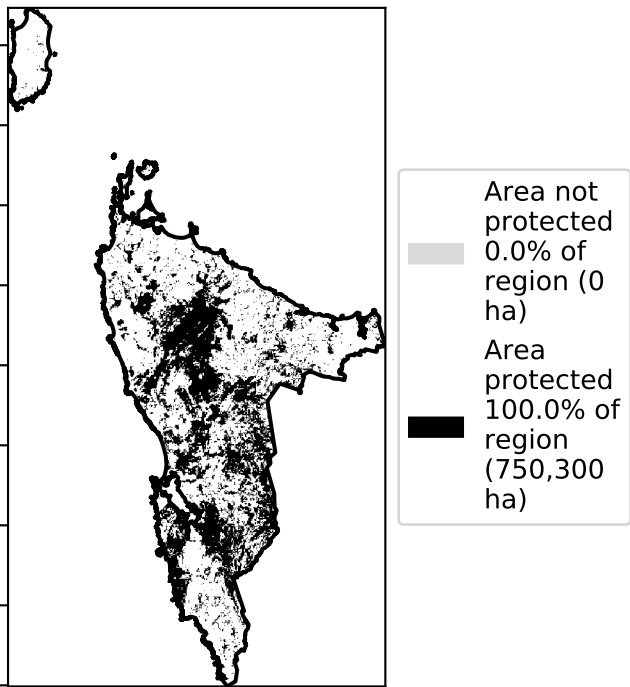 Area not
protected
0.0% of
region (0
ha)
Area
protected
100.0% of
region
(750,300
ha)